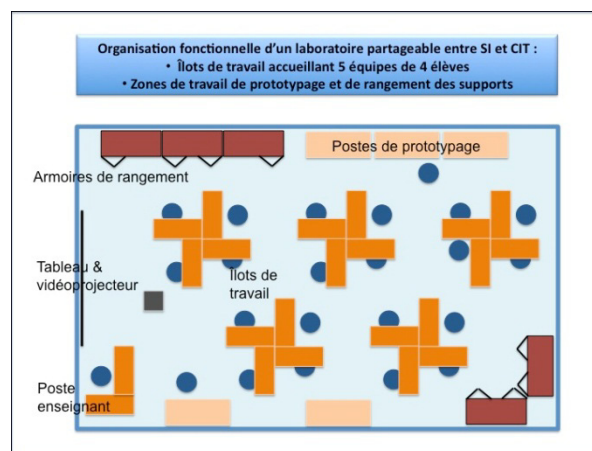 Organisation fonctionnelle d'un laboratoire partageable entre SI et CIT :
• Îlots de travail accueillant 5 équipes de 4 élèves
• Zones de travail de prototypage et de rangement des supports
Postes de prototypage
Armoires de rangement
Tableau &
vidéoprojecteur
Îlots de
travail
Poste
enseignant